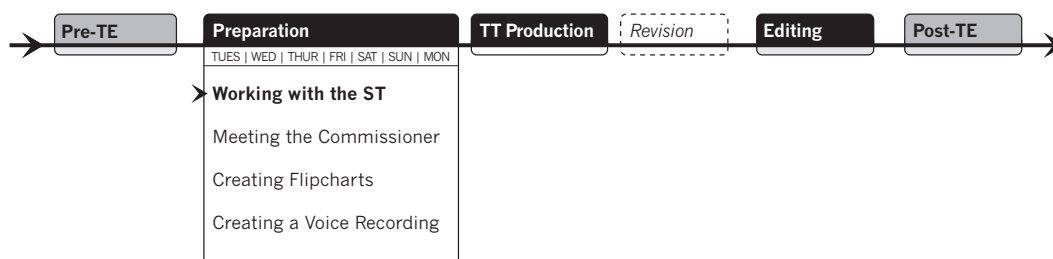 Pre-TE Preparation TT Production Revision Editing Post-TE
TUES | WED | THUR | FRI | SAT | SUN | MON
Working with the ST
Meeting the Commissioner
Creating Flipcharts
Creating a Voice Recording